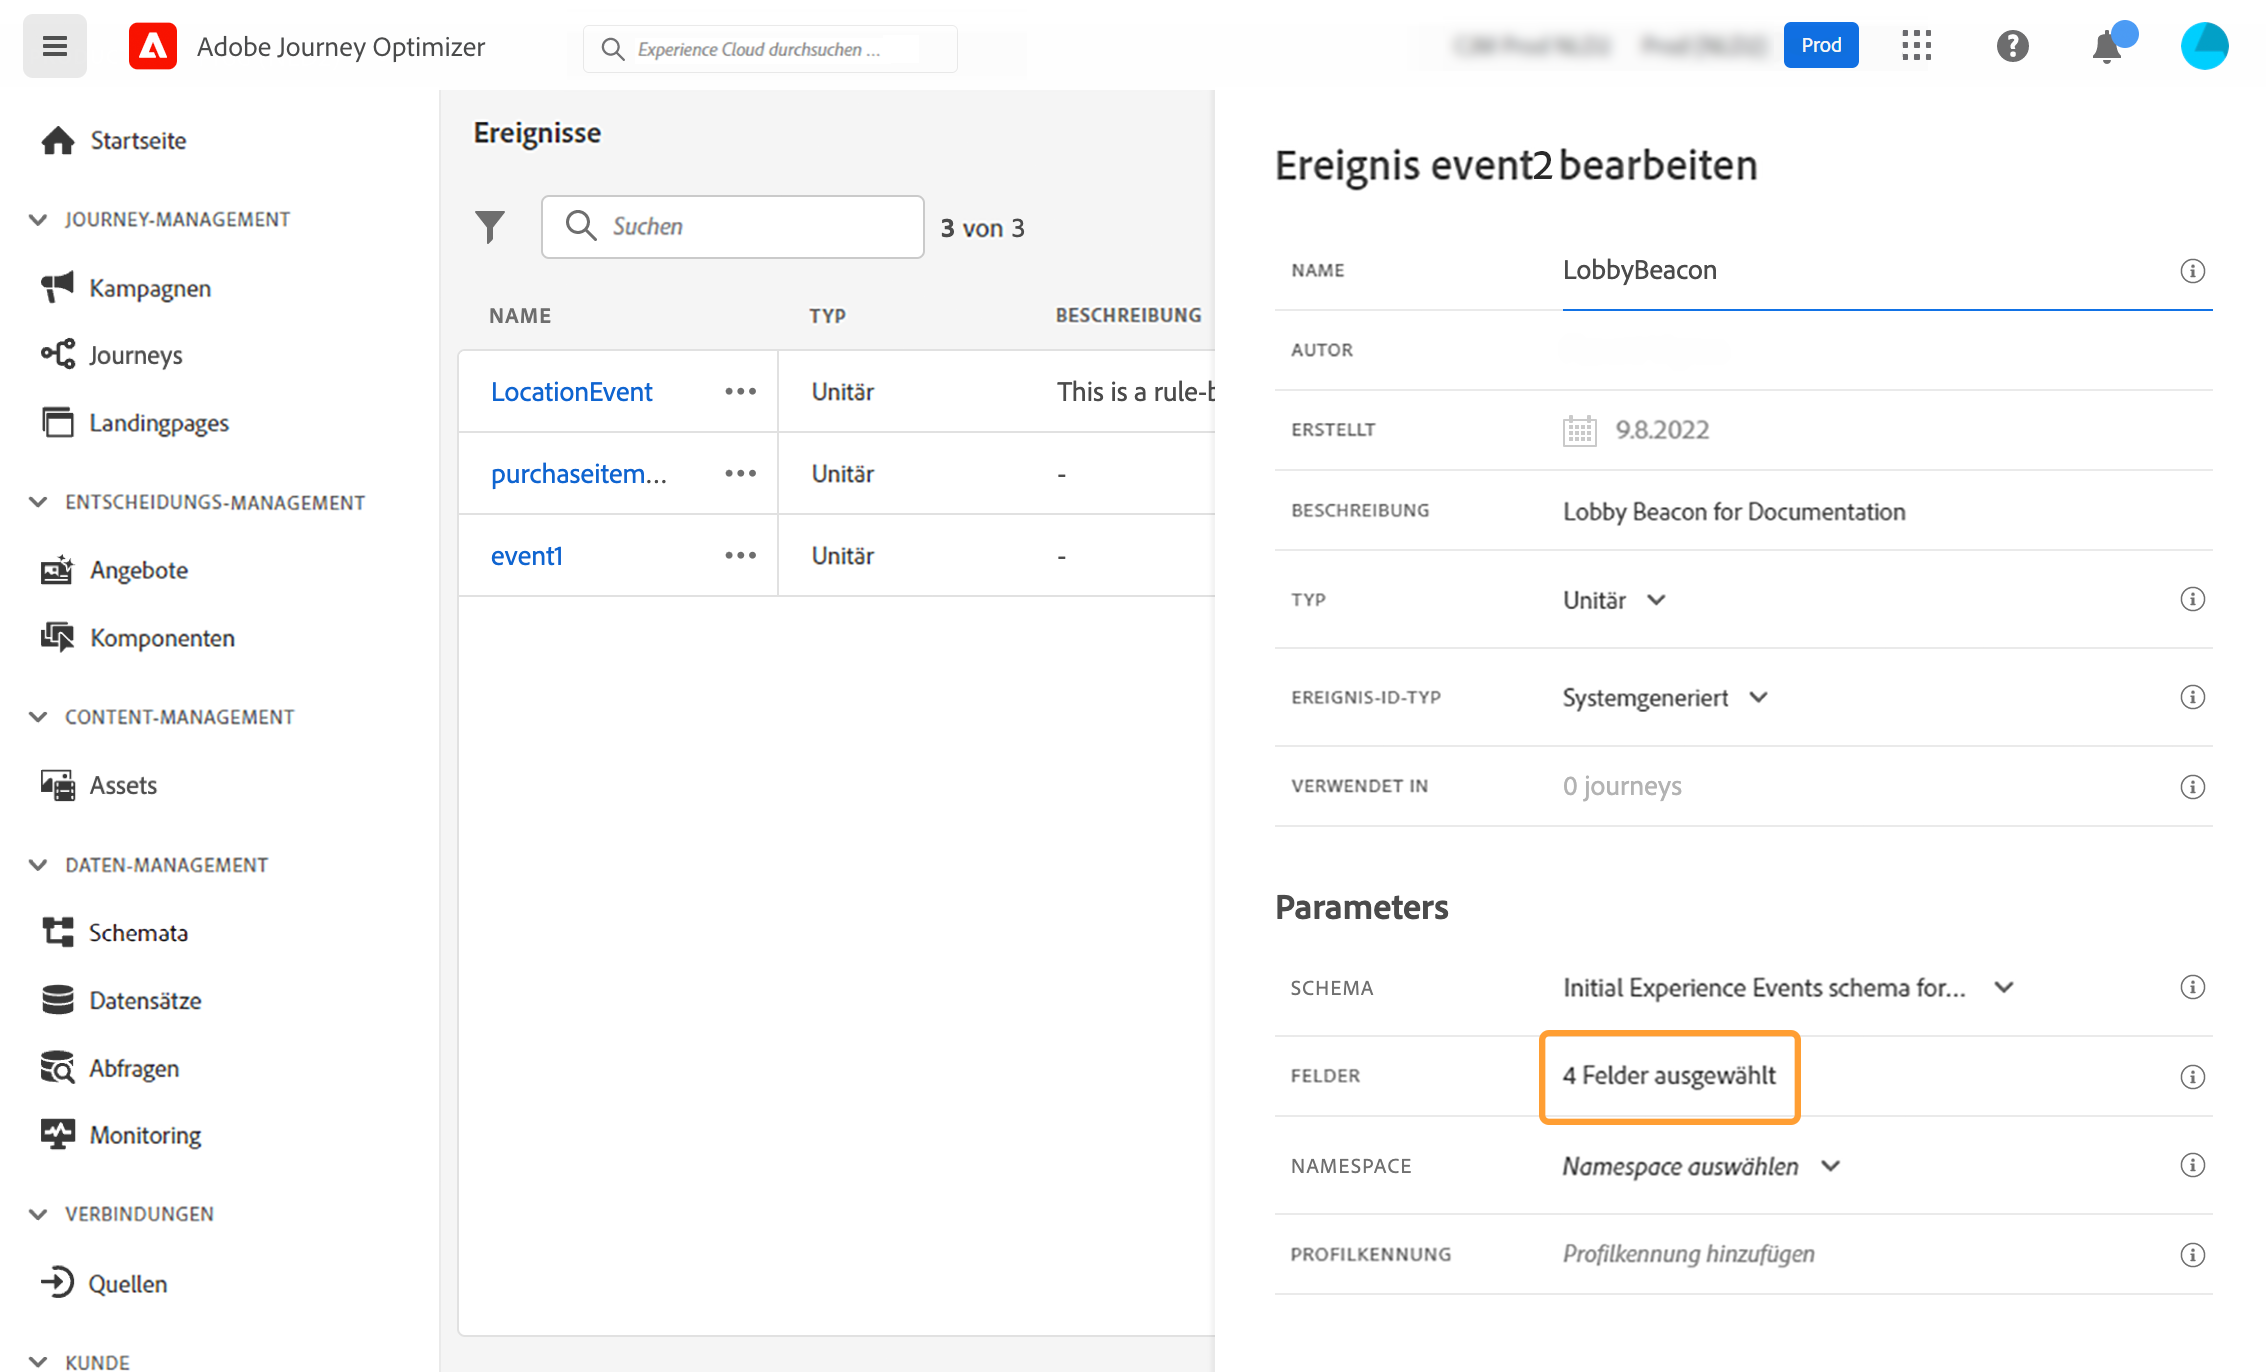 Adobe Journey Optimizer
Experience Cloud durchsuchen ...
Prod
Startseite
JOURNEY-MANAGEMENT
Kampagnen
Journeys
Landingpages
ENTSCHEIDUNGS-MANAGEMENT
Angebote
Komponenten
CONTENT-MANAGEMENT
Assets
DATEN-MANAGEMENT
Schemata
Datensätze
Abfragen
Monitoring
VERBINDUNGEN
Quellen
KUNDE
Ereignisse
Suchen
3 von 3
NAME TYP BESCHREIBUNG
LocationEvent ••• Unitär This is a rule-b
purchaseitem... ••• Unitär -
event1 ••• Unitär -
Ereignis event2 bearbeiten
NAME LobbyBeacon
AUTOR
ERSTELLT 9.8.2022
BESCHREIBUNG Lobby Beacon for Documentation
TYP Unitär
EREIGNIS-ID-TYP Systemgeneriert
VERWENDET IN 0 journeys
Parameters
SCHEMA Initial Experience Events schema for...
FELDER 4 Felder ausgewählt
NAMESPACE Namespace auswählen
PROFILKENNUNG Profilkennung hinzufügen